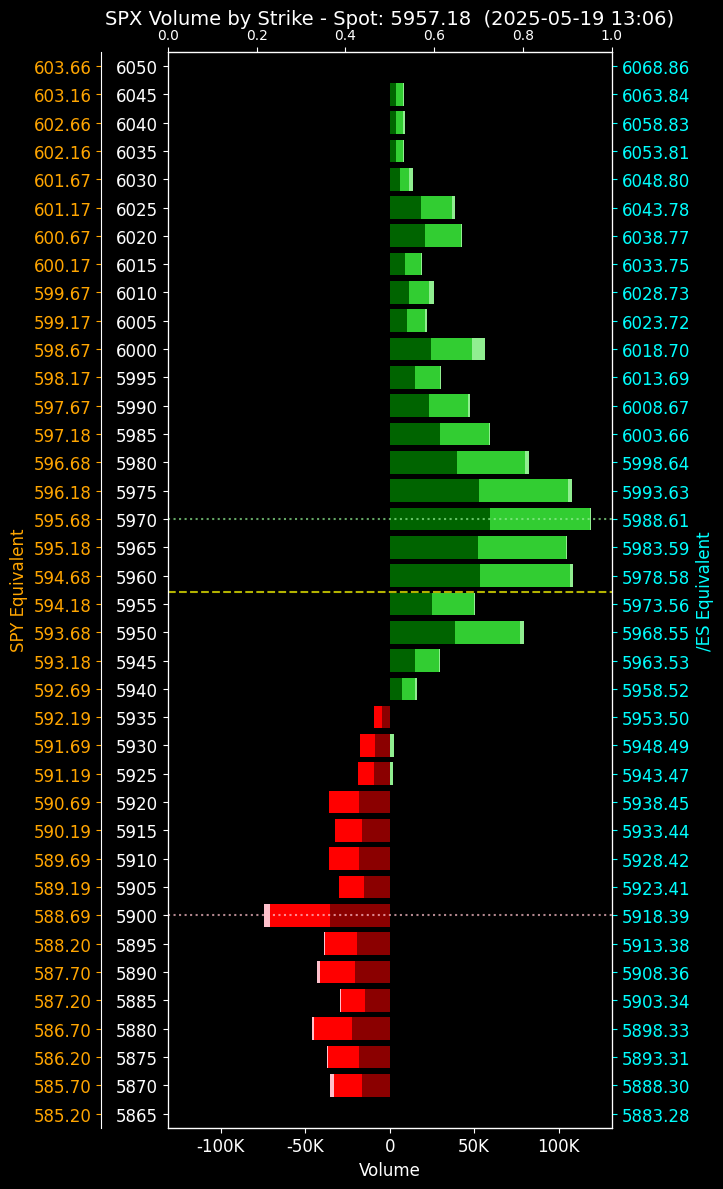 SPX Volume by Strike - Spot: 5957.18  (2025-05-19 13:06)
0.0 0.2 0.4 0.6 0.8 1.0
603.66 6050 6068.86
603.16 6045 6063.84
602.66 6040 6058.83
602.16 6035 6053.81
601.67 6030 6048.80
601.17 6025 6043.78
600.67 6020 6038.77
600.17 6015 6033.75
599.67 6010 6028.73
599.17 6005 6023.72
598.67 6000 6018.70
598.17 5995 6013.69
597.67 5990 6008.67
597.18 5985 6003.66
596.68 5980 5998.64
596.18 5975 5993.63
595.68 5970 5988.61
595.18 5965 5983.59
594.68 5960 5978.58
594.18 5955 5973.56
593.68 5950 5968.55
593.18 5945 5963.53
592.69 5940 5958.52
592.19 5935 5953.50
591.69 5930 5948.49
591.19 5925 5943.47
590.69 5920 5938.45
590.19 5915 5933.44
589.69 5910 5928.42
589.19 5905 5923.41
588.69 5900 5918.39
588.20 5895 5913.38
587.70 5890 5908.36
587.20 5885 5903.34
586.70 5880 5898.33
586.20 5875 5893.31
585.70 5870 5888.30
585.20 5865 5883.28
SPY Equivalent
/ES Equivalent
-100K -50K 0 50K 100K
Volume